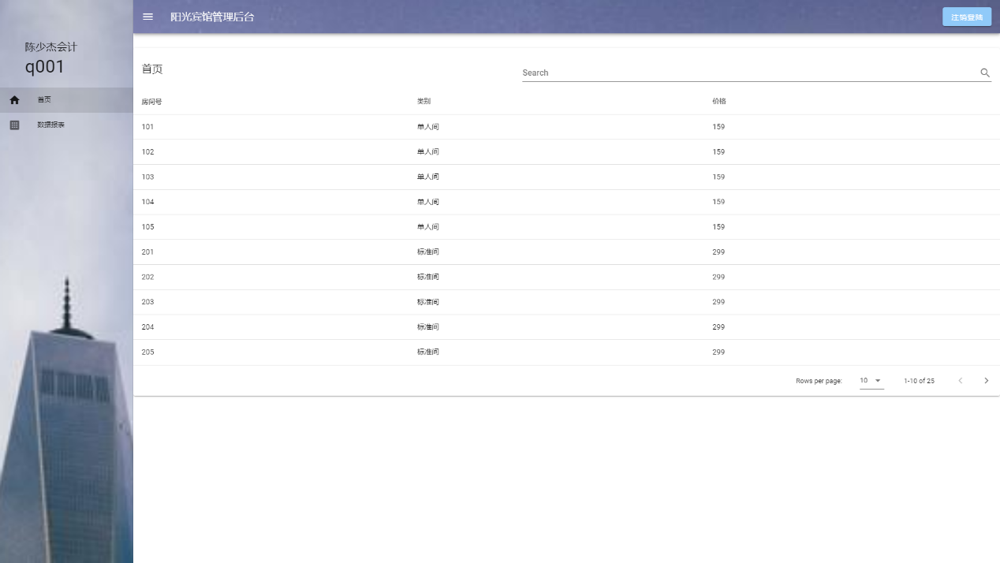 陈少杰会计
q001
首页
数据报表
阳光宾馆管理后台
注销登陆
首页
Search
房间号 类别 价格
101 单人间 159
102 单人间 159
103 单人间 159
104 单人间 159
105 单人间 159
201 标准间 299
202 标准间 299
203 标准间 299
204 标准间 299
205 标准间 299
Rows per page: 10 1-10 of 25